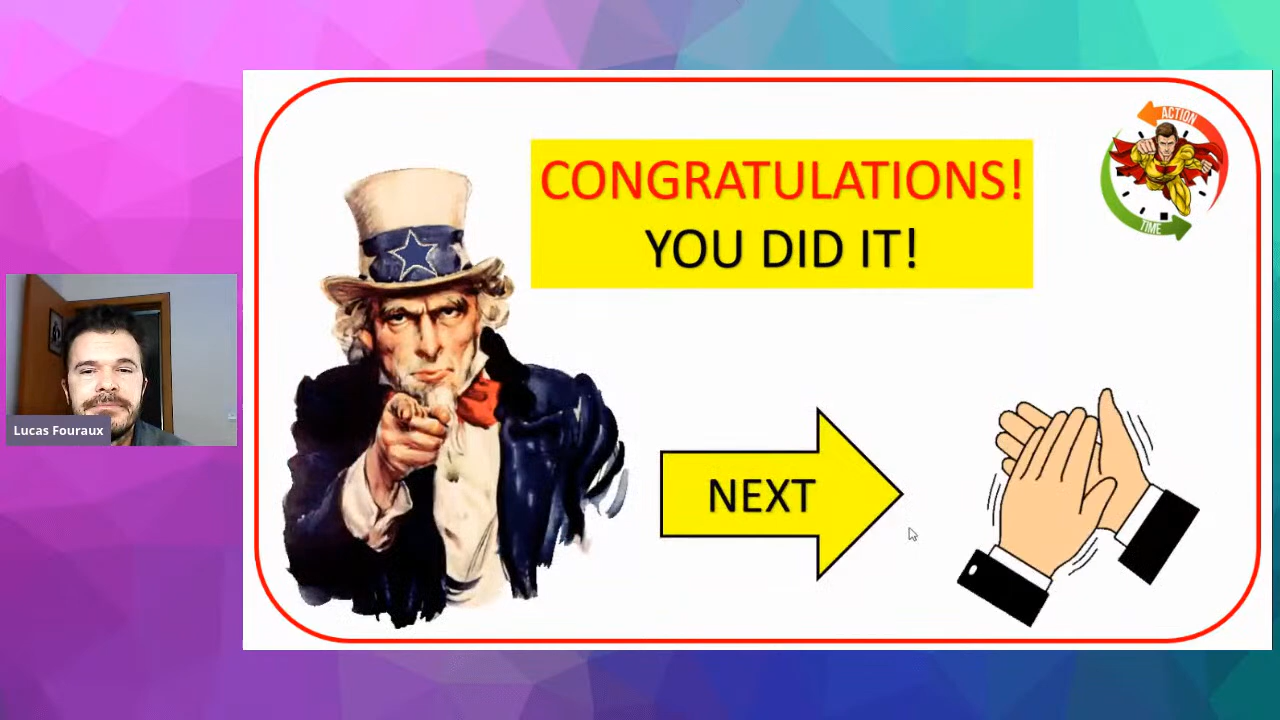 CONGRATULATIONS!
YOU DID IT!
ACTION
TIME
NEXT
Lucas Fouraux